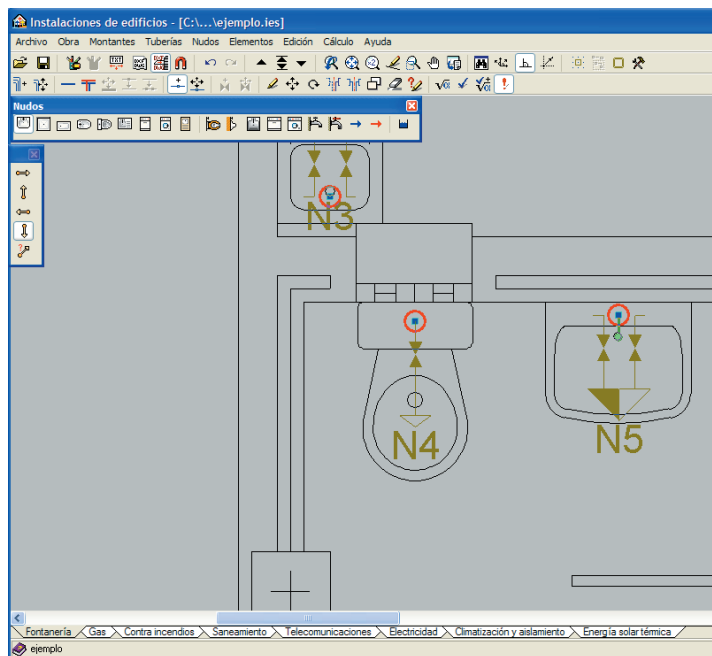 Instalaciones de edificios - [C:\...\ejemplo.ies]
Archivo Obra Montantes Tuberías Nudos Elementos Edición Cálculo Ayuda
Nudos
N3
N4
N5
Fontanería Gas Contra incendios Saneamiento Telecomunicaciones Electricidad Climatización y aislamiento Energía solar térmica
ejemplo